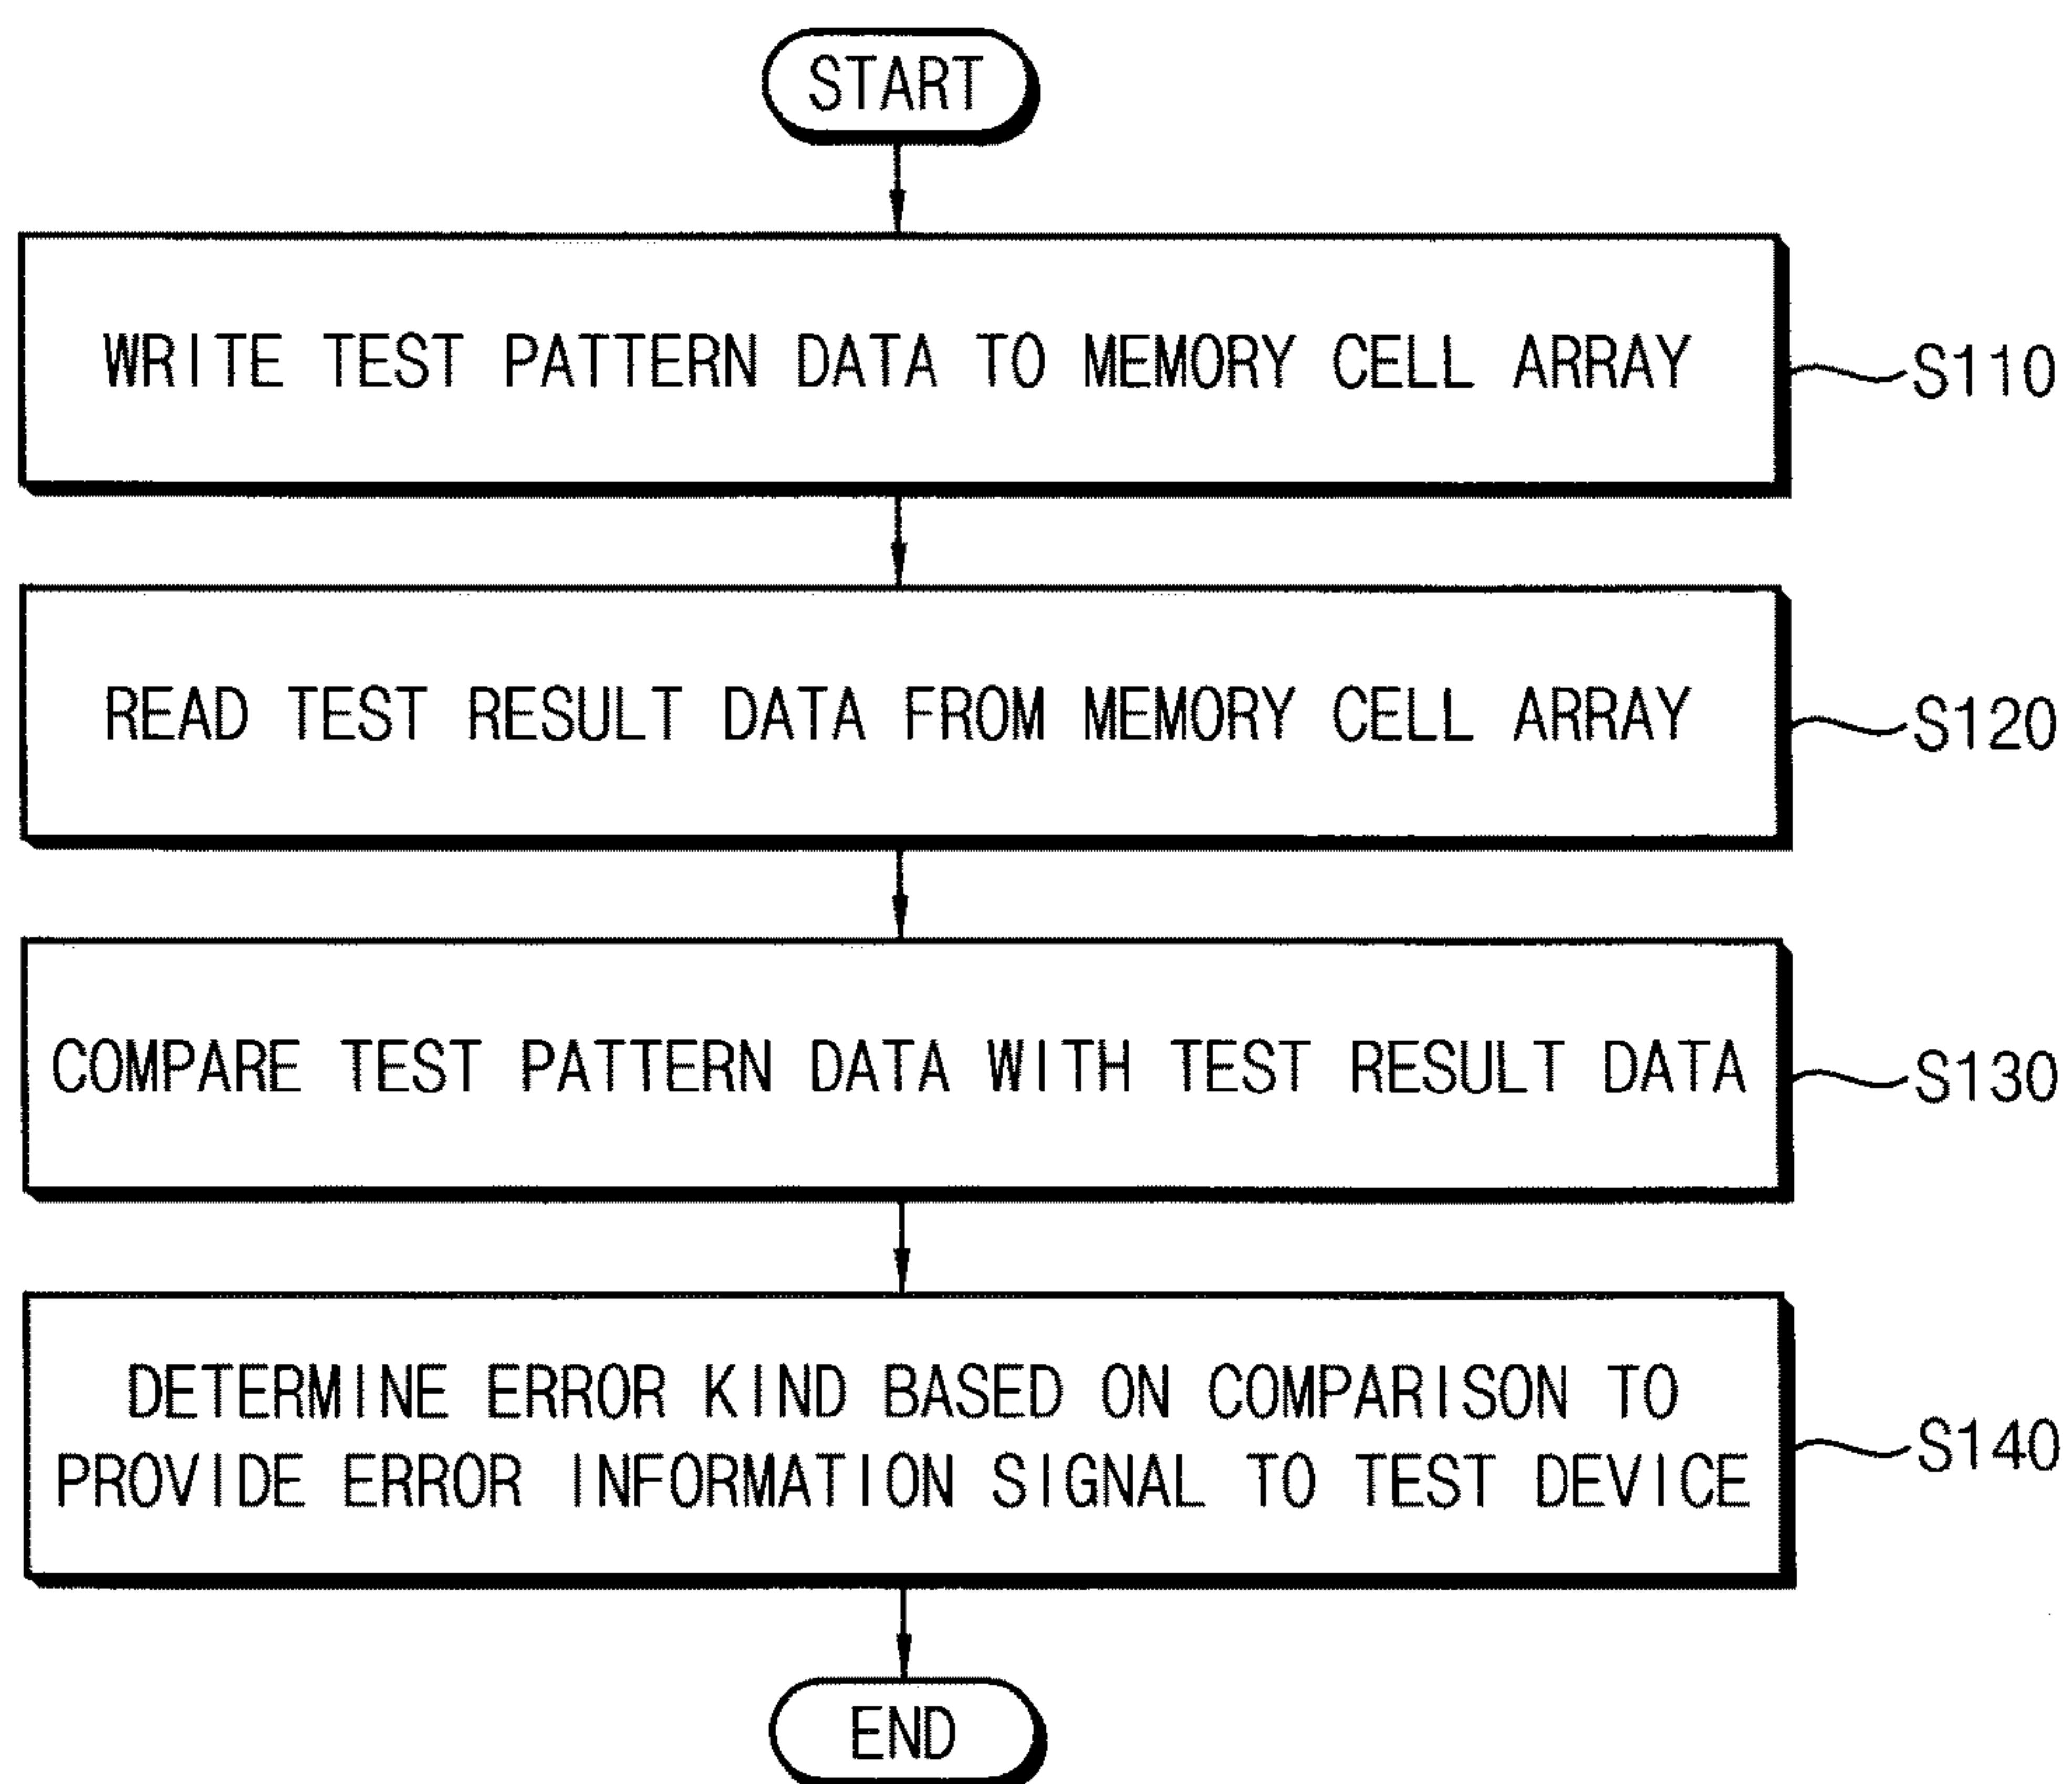 START
WRITE TEST PATTERN DATA TO MEMORY CELL ARRAY
S110
READ TEST RESULT DATA FROM MEMORY CELL ARRAY
S120
COMPARE TEST PATTERN DATA WITH TEST RESULT DATA
S130
DETERMINE ERROR KIND BASED ON COMPARISON TO
PROVIDE ERROR INFORMATION SIGNAL TO TEST DEVICE
S140
END